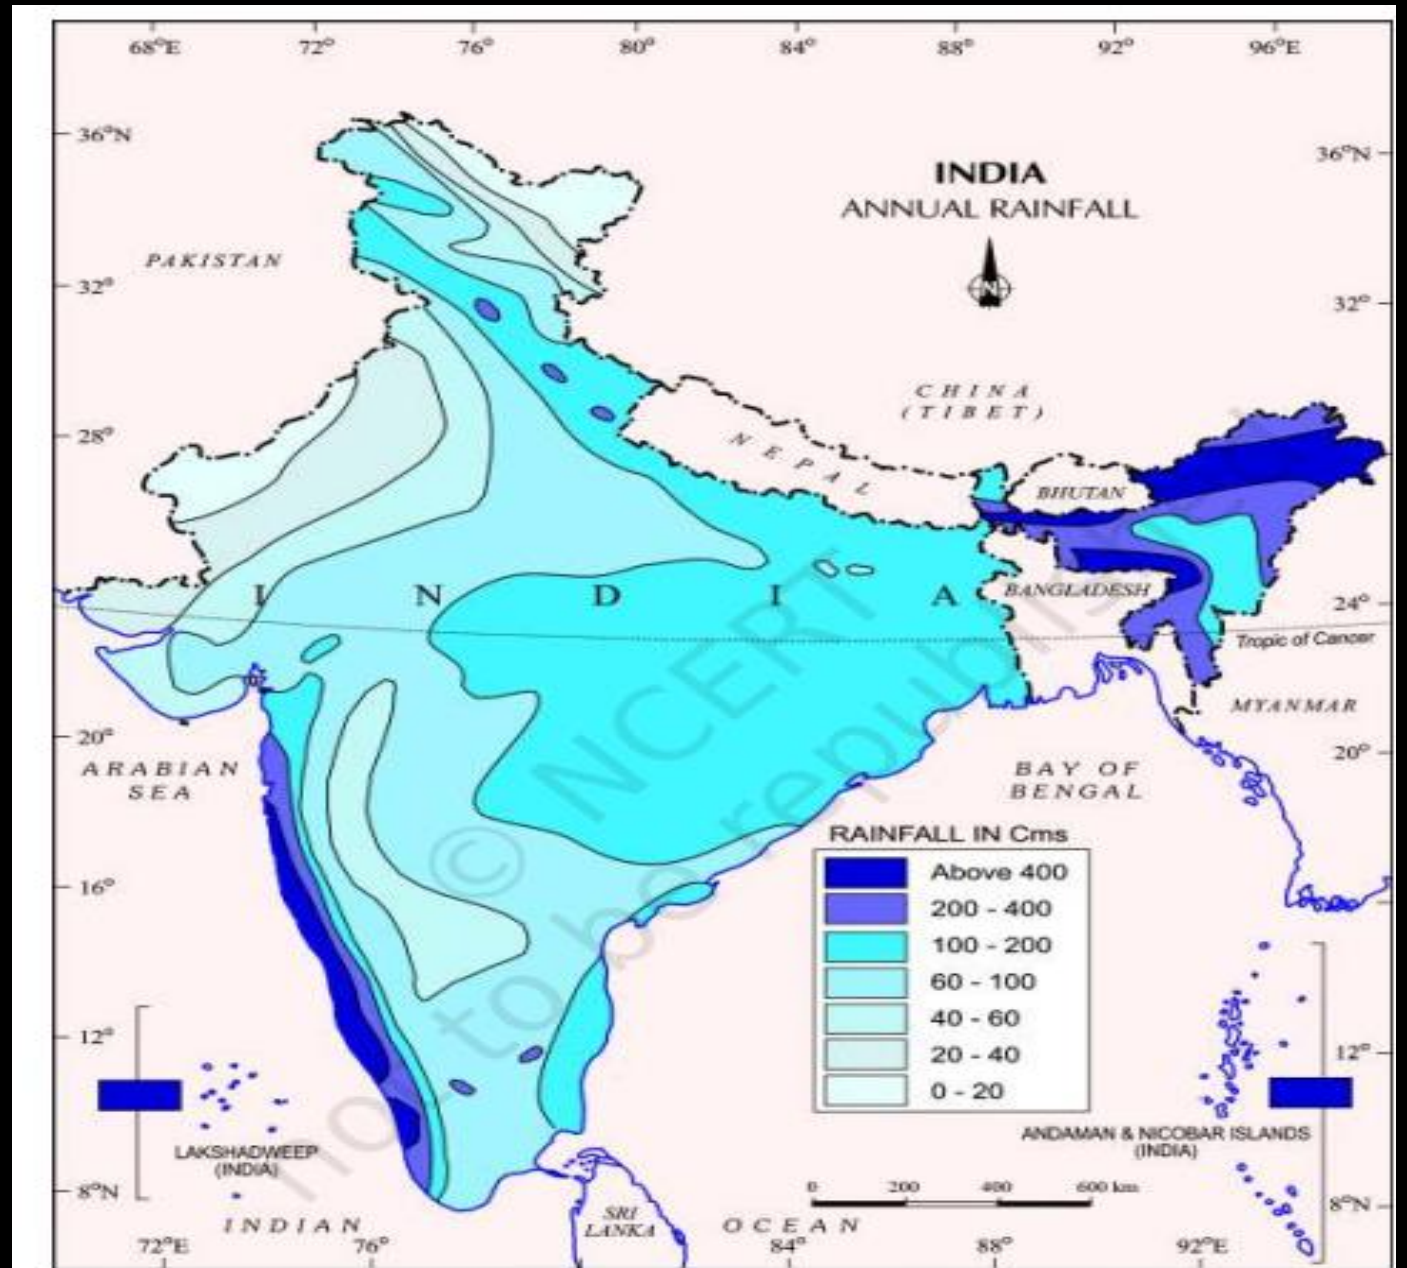 68°E 72° 76° 80° 84° 88° 92° 96°E
36°N
36°N
INDIA
ANNUAL RAINFALL
PAKISTAN
N
32°
32°
CHINA
(TIBET)
28°
NEPAL
BHUTAN
I N D I A
BANGLADESH
24°
Tropic of Cancer
MYANMAR
20°
20°
ARABIAN
SEA
BAY OF
BENGAL
© NCERT
not to be republished
RAINFALL IN Cms
Above 400
200 - 400
100 - 200
60 - 100
40 - 60
20 - 40
0 - 20
16°
12°
12°
LAKSHADWEEP
(INDIA)
ANDAMAN & NICOBAR ISLANDS
(INDIA)
0 200 400 600 km
8°N
8°N
SRI
LANKA
INDIAN OCEAN
72°E 76° 84° 88° 92°E